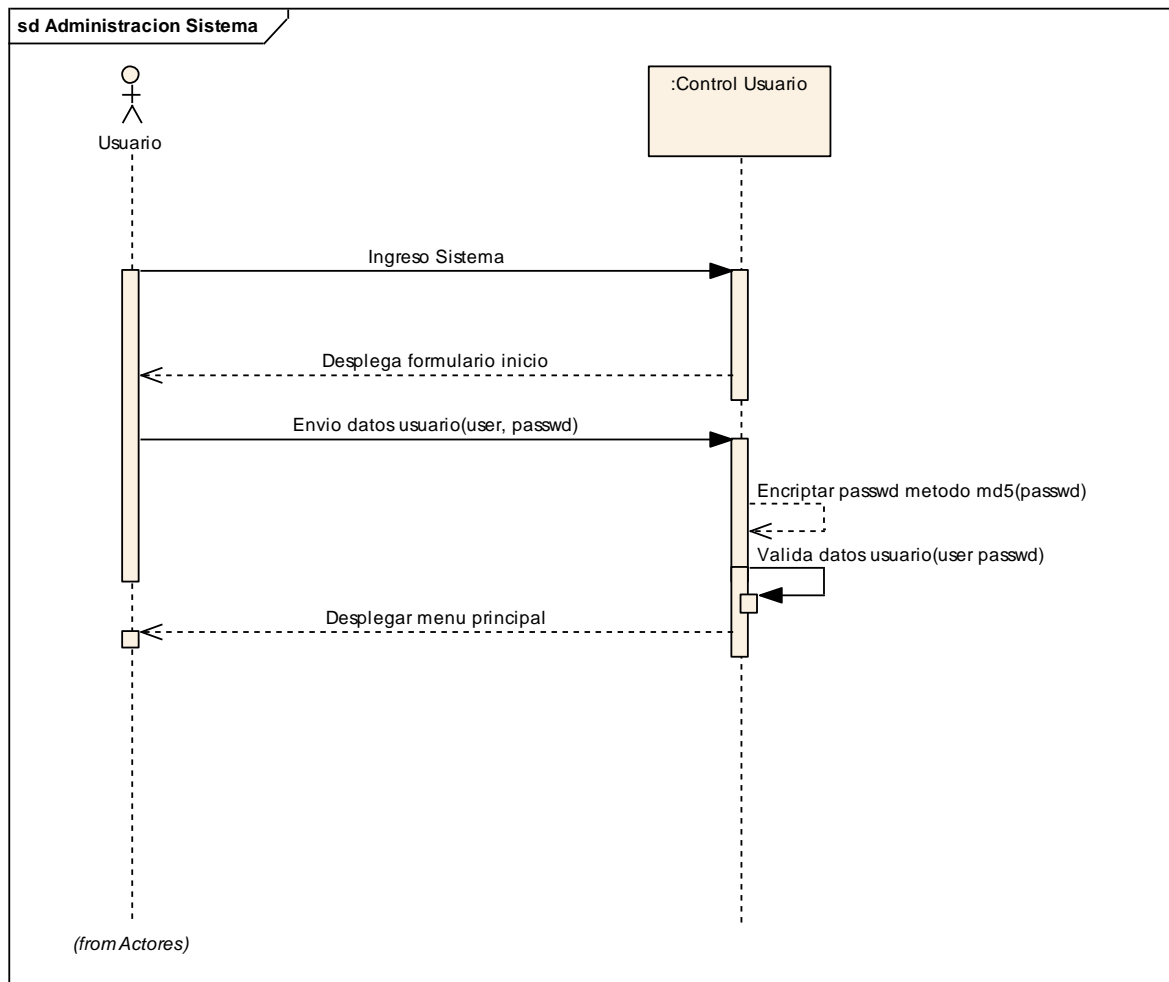 sd Administracion Sistema
:Control Usuario
Usuario
Ingreso Sistema
Desplega formulario inicio
Envio datos usuario(user, passwd)
Encriptar passwd metodo md5(passwd)
Valida datos usuario(user passwd)
Desplegar menu principal
(from Actores)